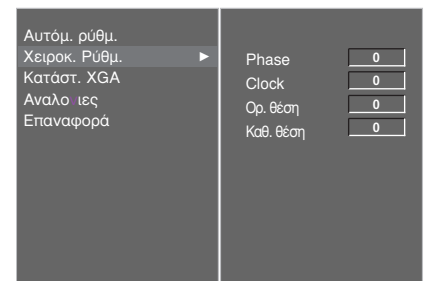 Αυτόμ. ρύθμ.
Χειροκ. Ρύθμ. ►
Κατάστ. XGA
Επαναφορά
Phase 0
Clock 0
Ορ. θέση 0
Καθ. θέση 0